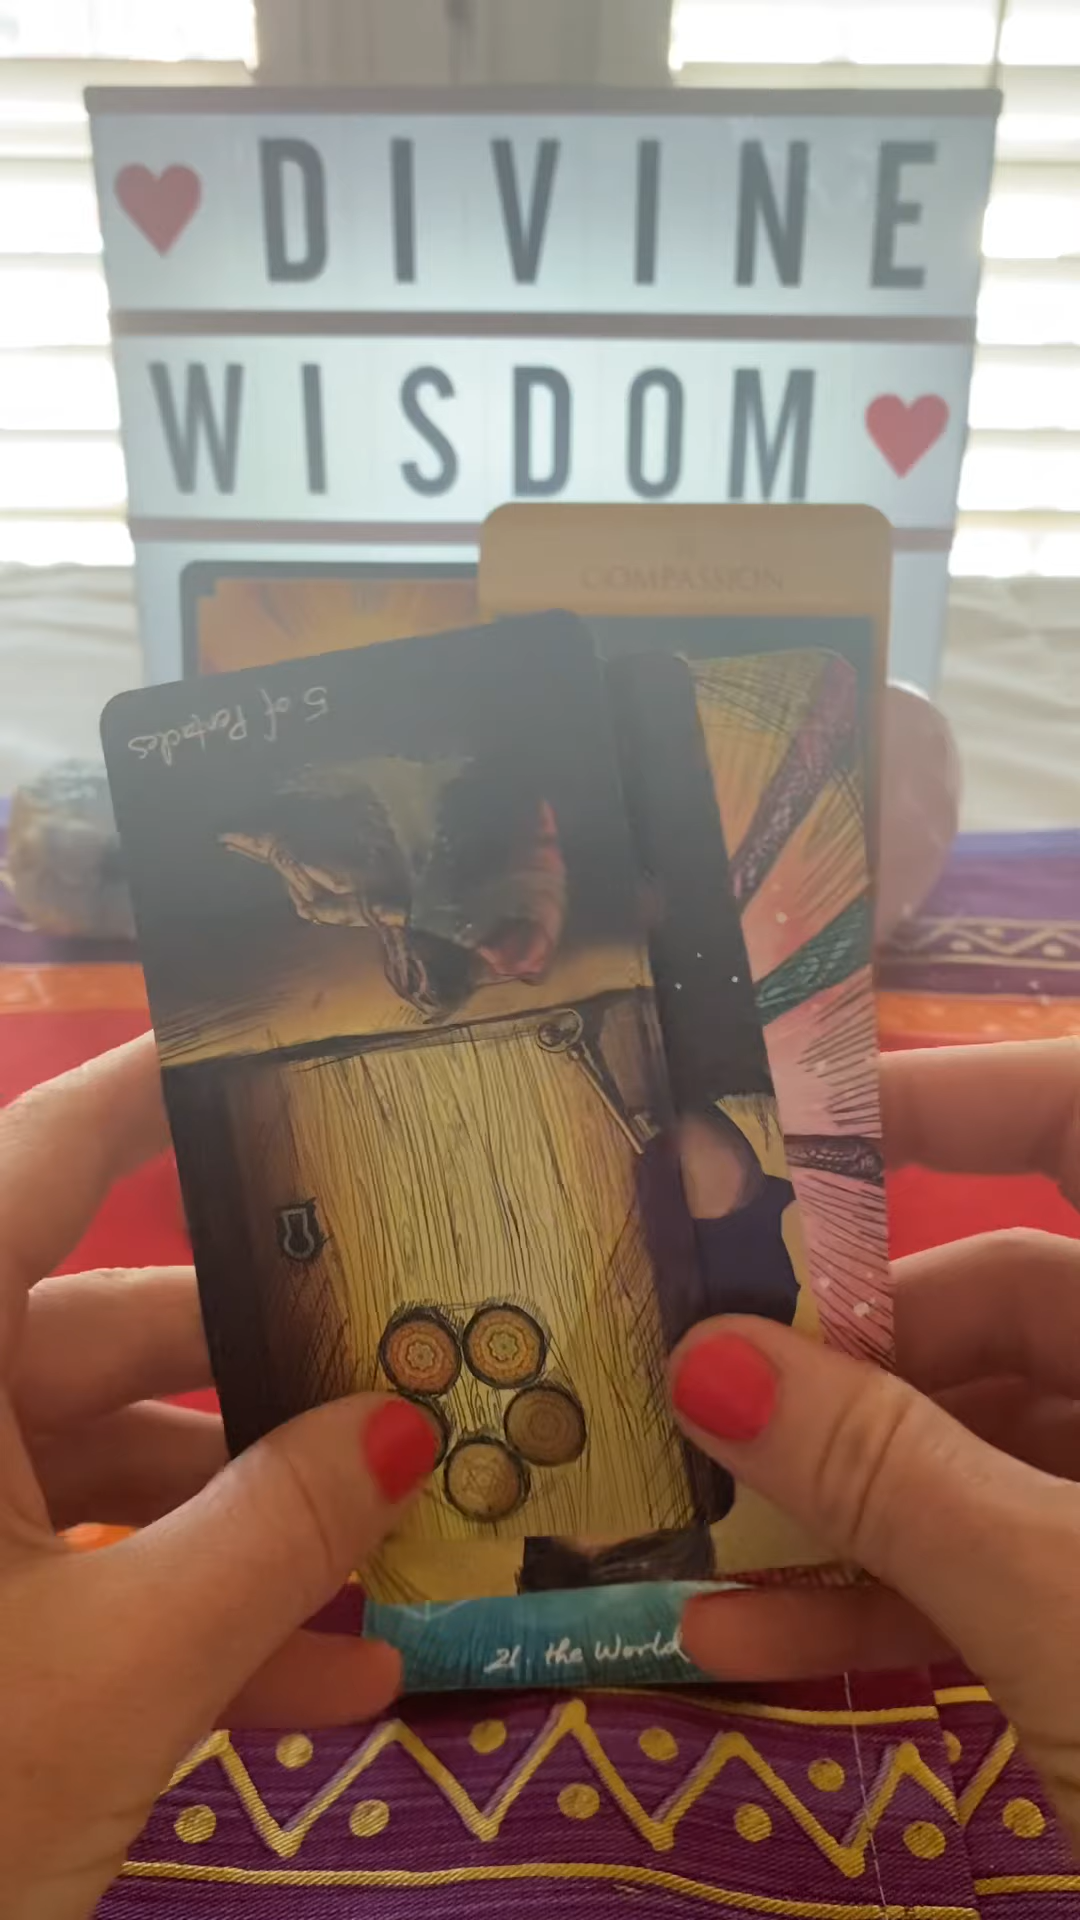 DIVINE
WISDOM
COMPASSION
5 of Pentacles
21. the World